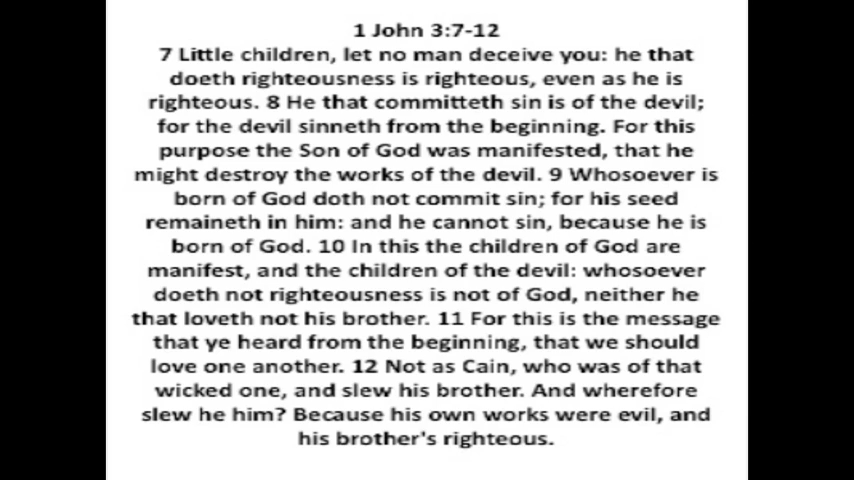 1 John 3:7-12
7 Little children, let no man deceive you: he that
doeth righteousness is righteous, even as he is
righteous. 8 He that committeth sin is of the devil;
for the devil sinneth from the beginning. For this
purpose the Son of God was manifested, that he
might destroy the works of the devil. 9 Whosoever is
born of God doth not commit sin; for his seed
remaineth in him: and he cannot sin, because he is
born of God. 10 In this the children of God are
manifest, and the children of the devil: whosoever
doeth not righteousness is not of God, neither he
that loveth not his brother. 11 For this is the message
that ye heard from the beginning, that we should
love one another. 12 Not as Cain, who was of that
wicked one, and slew his brother. And wherefore
slew he him? Because his own works were evil, and
his brother's righteous.